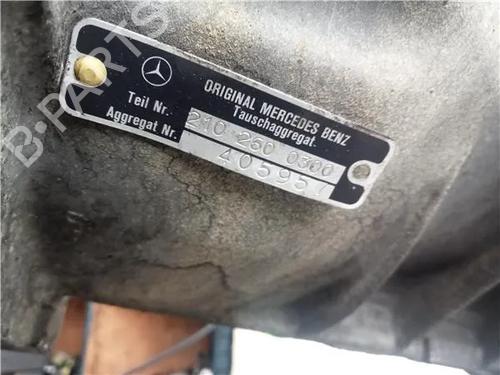 ORIGINAL MERCEDES BENZ
Tauschaggregat.
Teil Nr. 210 260 0300
Aggregat Nr. 405957
B-PARTS